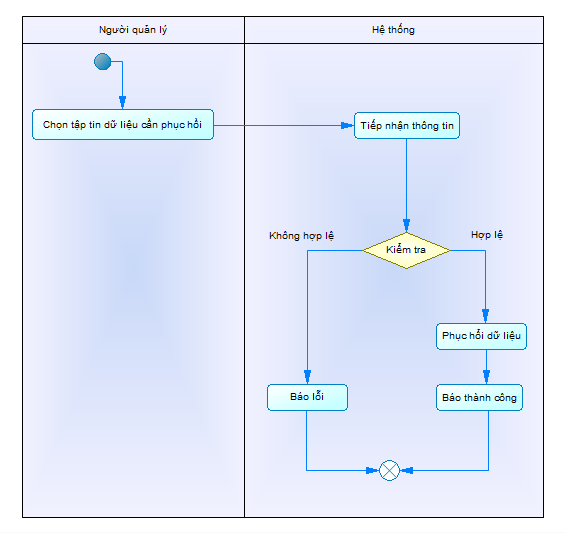 Người quản lý
Hệ thống
Chọn tập tin dữ liệu cần phục hồi
Tiếp nhận thông tin
Không hợp lệ
Hợp lệ
Kiểm tra
Phục hồi dữ liệu
Báo lỗi
Báo thành công